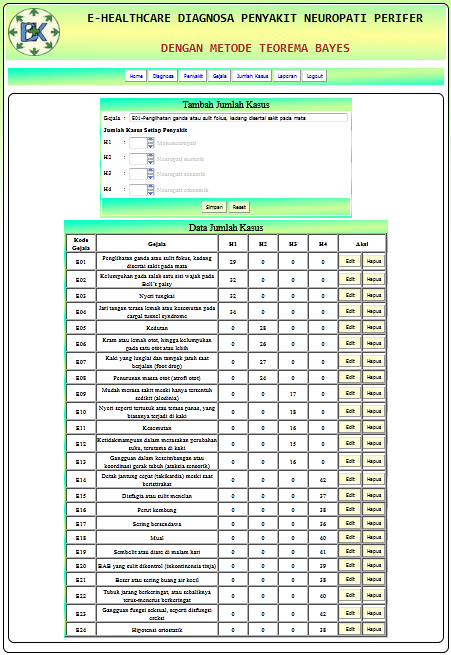 E-HEALTHCARE DIAGNOSA PENYAKIT NEUROPATI PERIFER
DENGAN METODE TEOREMA BAYES
Home Diagnosa Penyakit Gejala Jumlah Kasus Laporan Logout
Tambah Jumlah Kasus
Gejala : E01-Penglihatan ganda atau sulit fokus, kadang disertai sakit pada mata
Jumlah Kasus Setiap Penyakit
H1 : Mononeuropati
H2 : Neuropati motorik
H3 : Neuropati sensorik
H4 : Neuropati otonomik
Simpan Reset
Data Jumlah Kasus
Kode Gejala Gejala H1 H2 H3 H4 Aksi
E01 Penglihatan ganda atau sulit fokus, kadang disertai sakit pada mata 29 0 0 0 Edit Hapus
E02 Kelumpuhan pada salah satu sisi wajah pada Bell's palsy 32 0 0 0 Edit Hapus
E03 Nyeri tungkai 32 0 0 0 Edit Hapus
E04 Jari tangan terasa lemah atau kesemutan pada carpal tunnel syndrome 34 0 0 0 Edit Hapus
E05 Kedutan 0 28 0 0 Edit Hapus
E06 Kram atau lemah otot, hingga kelumpuhan pada satu otot atau lebih 0 26 0 0 Edit Hapus
E07 Kaki yang lunglai dan tampak jatuh saat berjalan (foot drop) 0 27 0 0 Edit Hapus
E08 Penurunan massa otot (atrofi otot) 0 24 0 0 Edit Hapus
E09 Mudah merasa sakit meski hanya tersentuh sedikit (alodinia) 0 0 17 0 Edit Hapus
E10 Nyeri seperti tertusuk atau terasa panas, yang biasanya terjadi di kaki 0 0 18 0 Edit Hapus
E11 Kesemutan 0 0 16 0 Edit Hapus
E12 Ketidakmampuan dalam merasakan perubahan suhu, terutama di kaki 0 0 15 0 Edit Hapus
E13 Gangguan dalam keseimbangan atau koordinasi gerak tubuh (ataksia sensorik) 0 0 16 0 Edit Hapus
E14 Detak jantung cepat (takikardia) meski saat beristirahat 0 0 0 42 Edit Hapus
E15 Disfagia atau sulit menelan 0 0 0 37 Edit Hapus
E16 Perut kembung 0 0 0 38 Edit Hapus
E17 Sering bersendawa 0 0 0 36 Edit Hapus
E18 Mual 0 0 0 40 Edit Hapus
E19 Sembelit atau diare di malam hari 0 0 0 41 Edit Hapus
E20 BAB yang sulit dikontrol (inkontinensia tinja) 0 0 0 39 Edit Hapus
E21 Beser atau sering buang air kecil 0 0 0 38 Edit Hapus
E22 Tubuh jarang berkeringat, atau sebaliknya terus-menerus berkeringat 0 0 0 40 Edit Hapus
E23 Gangguan fungsi seksual, seperti disfungsi ereksi 0 0 0 42 Edit Hapus
E24 Hipotensi ortostatik 0 0 0 38 Edit Hapus